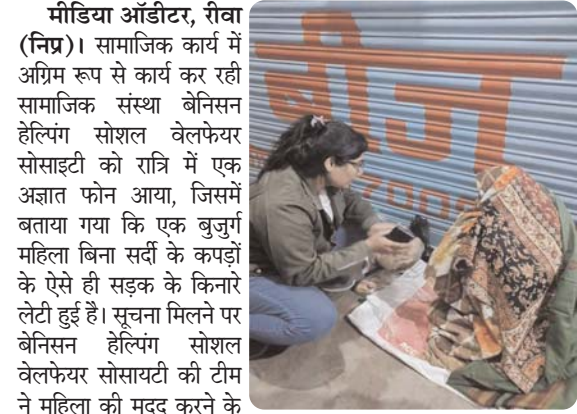 मीडिया ऑडीटर, रीवा
(निप्र)। सामाजिक कार्य में
अग्रिम रूप से कार्य कर रही
सामाजिक संस्था बेनिसन
हेल्पिंग सोशल वेलफेयर
सोसाइटी को रात्रि में एक
अज्ञात फोन आया, जिसमें
बताया गया कि एक बुजुर्ग
महिला बिना सर्दी के कपड़ों
के ऐसे ही सड़क के किनारे
लेटी हुई है। सूचना मिलने पर
बेनिसन हेल्पिंग सोशल
वेलफेयर सोसायटी की टीम
ने महिला की मदद करने के
बीज